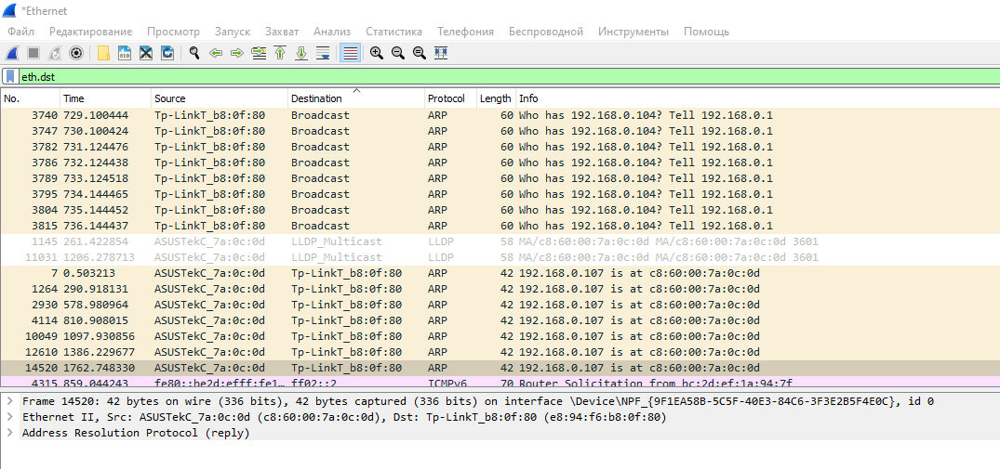 *Ethernet
Файл Редактирование Просмотр Запуск Захват Анализ Статистика Телефония Беспроводной Инструменты Помощь
eth.dst
No. Time Source Destination Protocol Length Info
3740 729.100444 Tp-LinkT_b8:0f:80 Broadcast ARP 60 Who has 192.168.0.104? Tell 192.168.0.1
3747 730.100424 Tp-LinkT_b8:0f:80 Broadcast ARP 60 Who has 192.168.0.104? Tell 192.168.0.1
3782 731.124476 Tp-LinkT_b8:0f:80 Broadcast ARP 60 Who has 192.168.0.104? Tell 192.168.0.1
3786 732.124438 Tp-LinkT_b8:0f:80 Broadcast ARP 60 Who has 192.168.0.104? Tell 192.168.0.1
3789 733.124518 Tp-LinkT_b8:0f:80 Broadcast ARP 60 Who has 192.168.0.104? Tell 192.168.0.1
3795 734.144465 Tp-LinkT_b8:0f:80 Broadcast ARP 60 Who has 192.168.0.104? Tell 192.168.0.1
3804 735.144452 Tp-LinkT_b8:0f:80 Broadcast ARP 60 Who has 192.168.0.104? Tell 192.168.0.1
3815 736.144437 Tp-LinkT_b8:0f:80 Broadcast ARP 60 Who has 192.168.0.104? Tell 192.168.0.1
1145 261.422854 ASUSTekC_7a:0c:0d LLDP_Multicast LLDP 58 MA/c8:60:00:7a:0c:0d MA/c8:60:00:7a:0c:0d 3601
11031 1206.278713 ASUSTekC_7a:0c:0d LLDP_Multicast LLDP 58 MA/c8:60:00:7a:0c:0d MA/c8:60:00:7a:0c:0d 3601
7 0.503213 ASUSTekC_7a:0c:0d Tp-LinkT_b8:0f:80 ARP 42 192.168.0.107 is at c8:60:00:7a:0c:0d
1264 290.918131 ASUSTekC_7a:0c:0d Tp-LinkT_b8:0f:80 ARP 42 192.168.0.107 is at c8:60:00:7a:0c:0d
2930 578.980964 ASUSTekC_7a:0c:0d Tp-LinkT_b8:0f:80 ARP 42 192.168.0.107 is at c8:60:00:7a:0c:0d
4114 810.908015 ASUSTekC_7a:0c:0d Tp-LinkT_b8:0f:80 ARP 42 192.168.0.107 is at c8:60:00:7a:0c:0d
10049 1097.930856 ASUSTekC_7a:0c:0d Tp-LinkT_b8:0f:80 ARP 42 192.168.0.107 is at c8:60:00:7a:0c:0d
12610 1386.229677 ASUSTekC_7a:0c:0d Tp-LinkT_b8:0f:80 ARP 42 192.168.0.107 is at c8:60:00:7a:0c:0d
14520 1762.748330 ASUSTekC_7a:0c:0d Tp-LinkT_b8:0f:80 ARP 42 192.168.0.107 is at c8:60:00:7a:0c:0d
4315 859.044243 fe80::be2d:efff:fe1… ff02::2 ICMPv6 70 Router Solicitation from bc:2d:ef:1a:94:7f
Frame 14520: 42 bytes on wire (336 bits), 42 bytes captured (336 bits) on interface \Device\NPF_{9F1EA58B-5C5F-40E3-84C6-3F3E2B5F4E0C}, id 0
Ethernet II, Src: ASUSTekC_7a:0c:0d (c8:60:00:7a:0c:0d), Dst: Tp-LinkT_b8:0f:80 (e8:94:f6:b8:0f:80)
Address Resolution Protocol (reply)